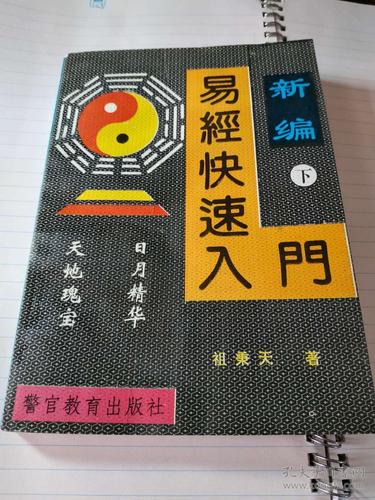 新编
下
易經快速入
門
日月精华
天地瑰宝
祖秉天 著
警官教育出版社